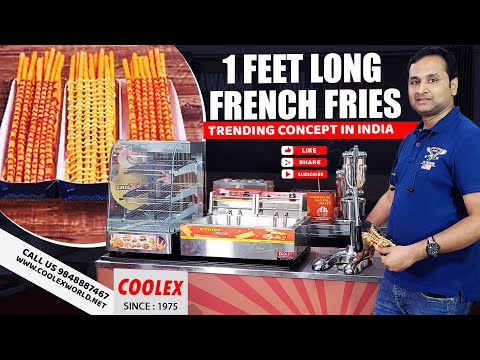 1 FEET LONG
FRENCH FRIES
TRENDING CONCEPT IN INDIA
LIKE
SHARE
SUBSCRIBE
COOLEX
CALL US 9848887467
WWW.COOLEXWORLD.NET
COOLEX
SINCE : 1975